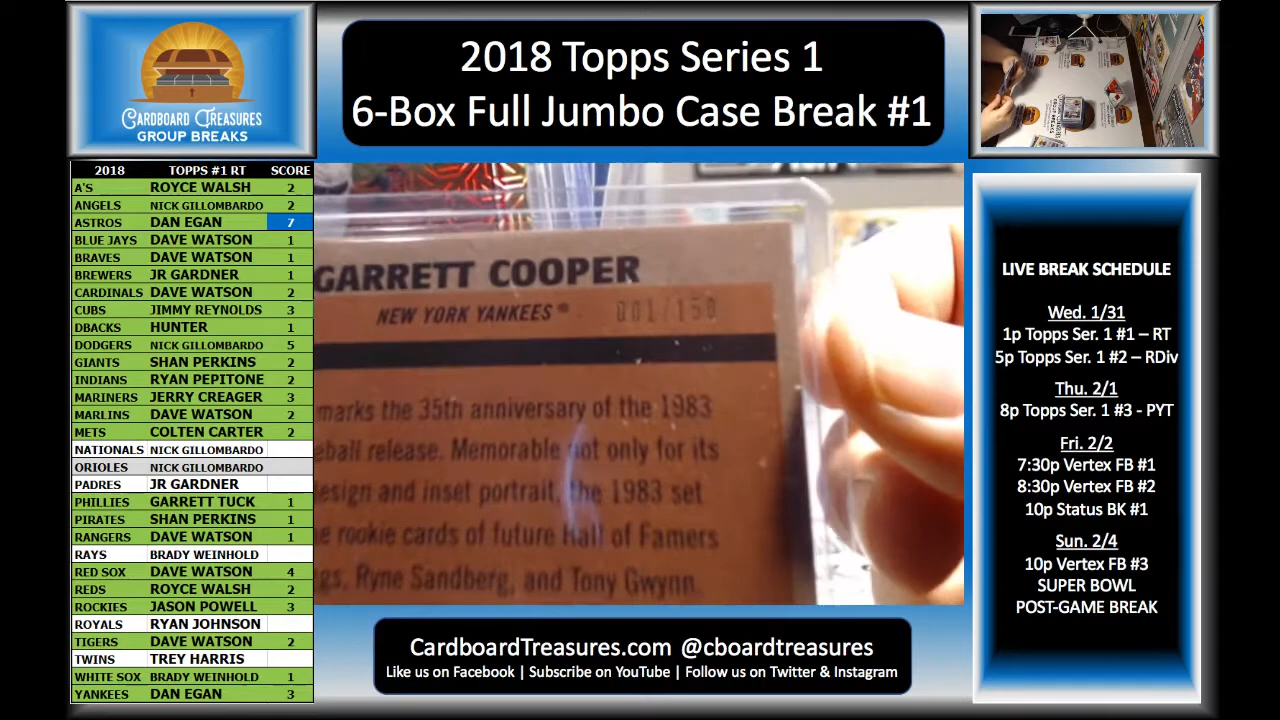 CARDBOARD TREASURES
GROUP BREAKS
2018 Topps Series 1
6-Box Full Jumbo Case Break #1
2018 TOPPS #1 RT SCORE
A'S ROYCE WALSH 2
ANGELS NICK GILLOMBARDO 2
ASTROS DAN EGAN 7
BLUE JAYS DAVE WATSON 1
BRAVES DAVE WATSON 1
BREWERS JR GARDNER 1
CARDINALS DAVE WATSON 2
CUBS JIMMY REYNOLDS 3
DBACKS HUNTER 1
DODGERS NICK GILLOMBARDO 5
GIANTS SHAN PERKINS 2
INDIANS RYAN PEPITONE 2
MARINERS JERRY CREAGER 3
MARLINS DAVE WATSON 2
METS COLTEN CARTER 2
NATIONALS NICK GILLOMBARDO
ORIOLES NICK GILLOMBARDO
PADRES JR GARDNER
PHILLIES GARRETT TUCK 1
PIRATES SHAN PERKINS 1
RANGERS DAVE WATSON 1
RAYS BRADY WEINHOLD
RED SOX DAVE WATSON 4
REDS ROYCE WALSH 2
ROCKIES JASON POWELL 3
ROYALS RYAN JOHNSON
TIGERS DAVE WATSON 2
TWINS TREY HARRIS
WHITE SOX BRADY WEINHOLD 1
YANKEES DAN EGAN 3
GARRETT COOPER
NEW YORK YANKEES® 001/150
marks the 35th anniversary of the 1983
release. Memorable not only for its
and inset portrait, the 1983 set
rookie cards of future Hall of Famers
Ryne Sandberg, and Tony Gwynn.
LIVE BREAK SCHEDULE
Wed. 1/31
1p Topps Ser. 1 #1 – RT
5p Topps Ser. 1 #2 – RDiv
Thu. 2/1
8p Topps Ser. 1 #3 - PYT
Fri. 2/2
7:30p Vertex FB #1
8:30p Vertex FB #2
10p Status BK #1
Sun. 2/4
10p Vertex FB #3
SUPER BOWL
POST-GAME BREAK
CardboardTreasures.com @cboardtreasures
Like us on Facebook | Subscribe on YouTube | Follow us on Twitter & Instagram